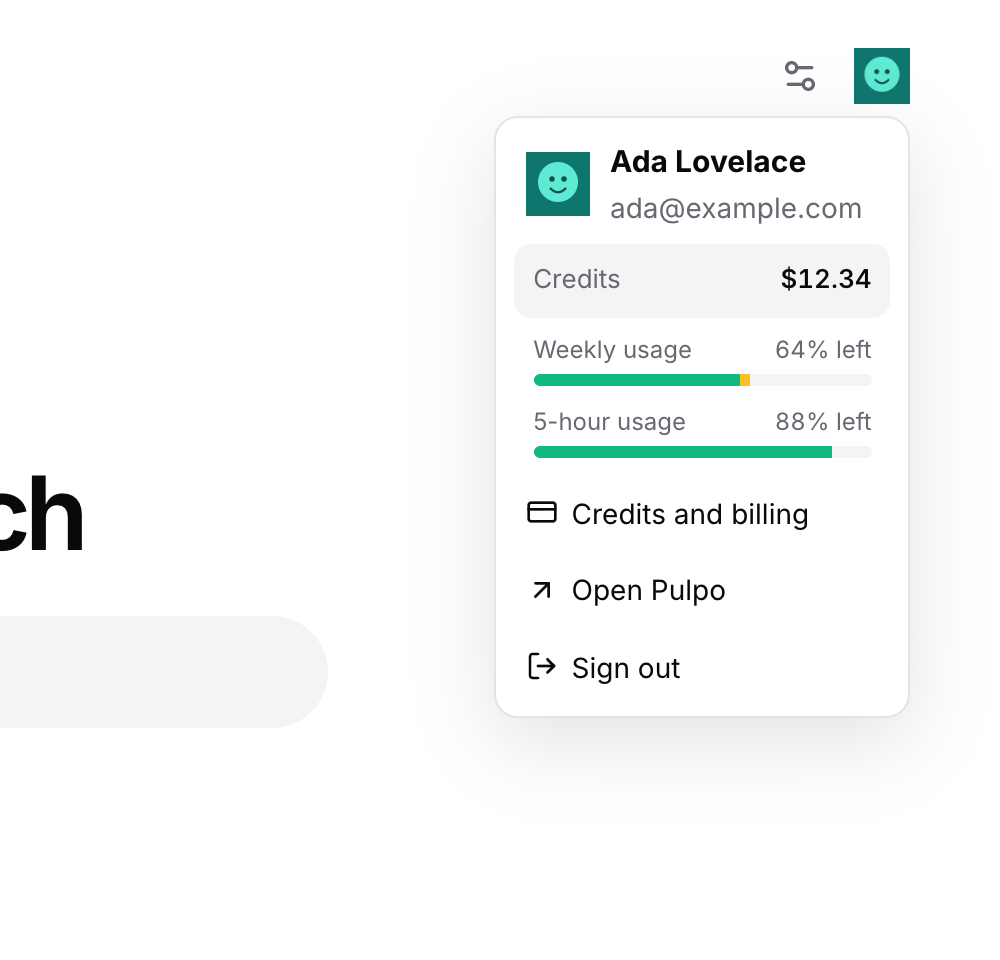 Ada Lovelace
ada@example.com
Credits $12.34
Weekly usage 64% left
5-hour usage 88% left
ch
Credits and billing
Open Pulpo
Sign out